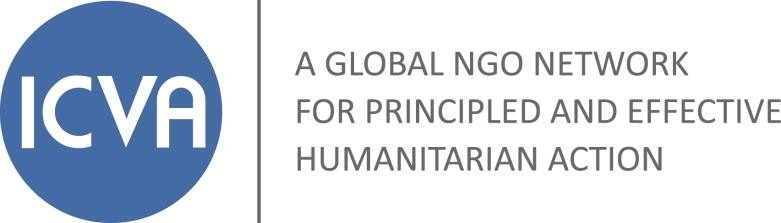 ICVA
A GLOBAL NGO NETWORK
FOR PRINCIPLED AND EFFECTIVE
HUMANITARIAN ACTION